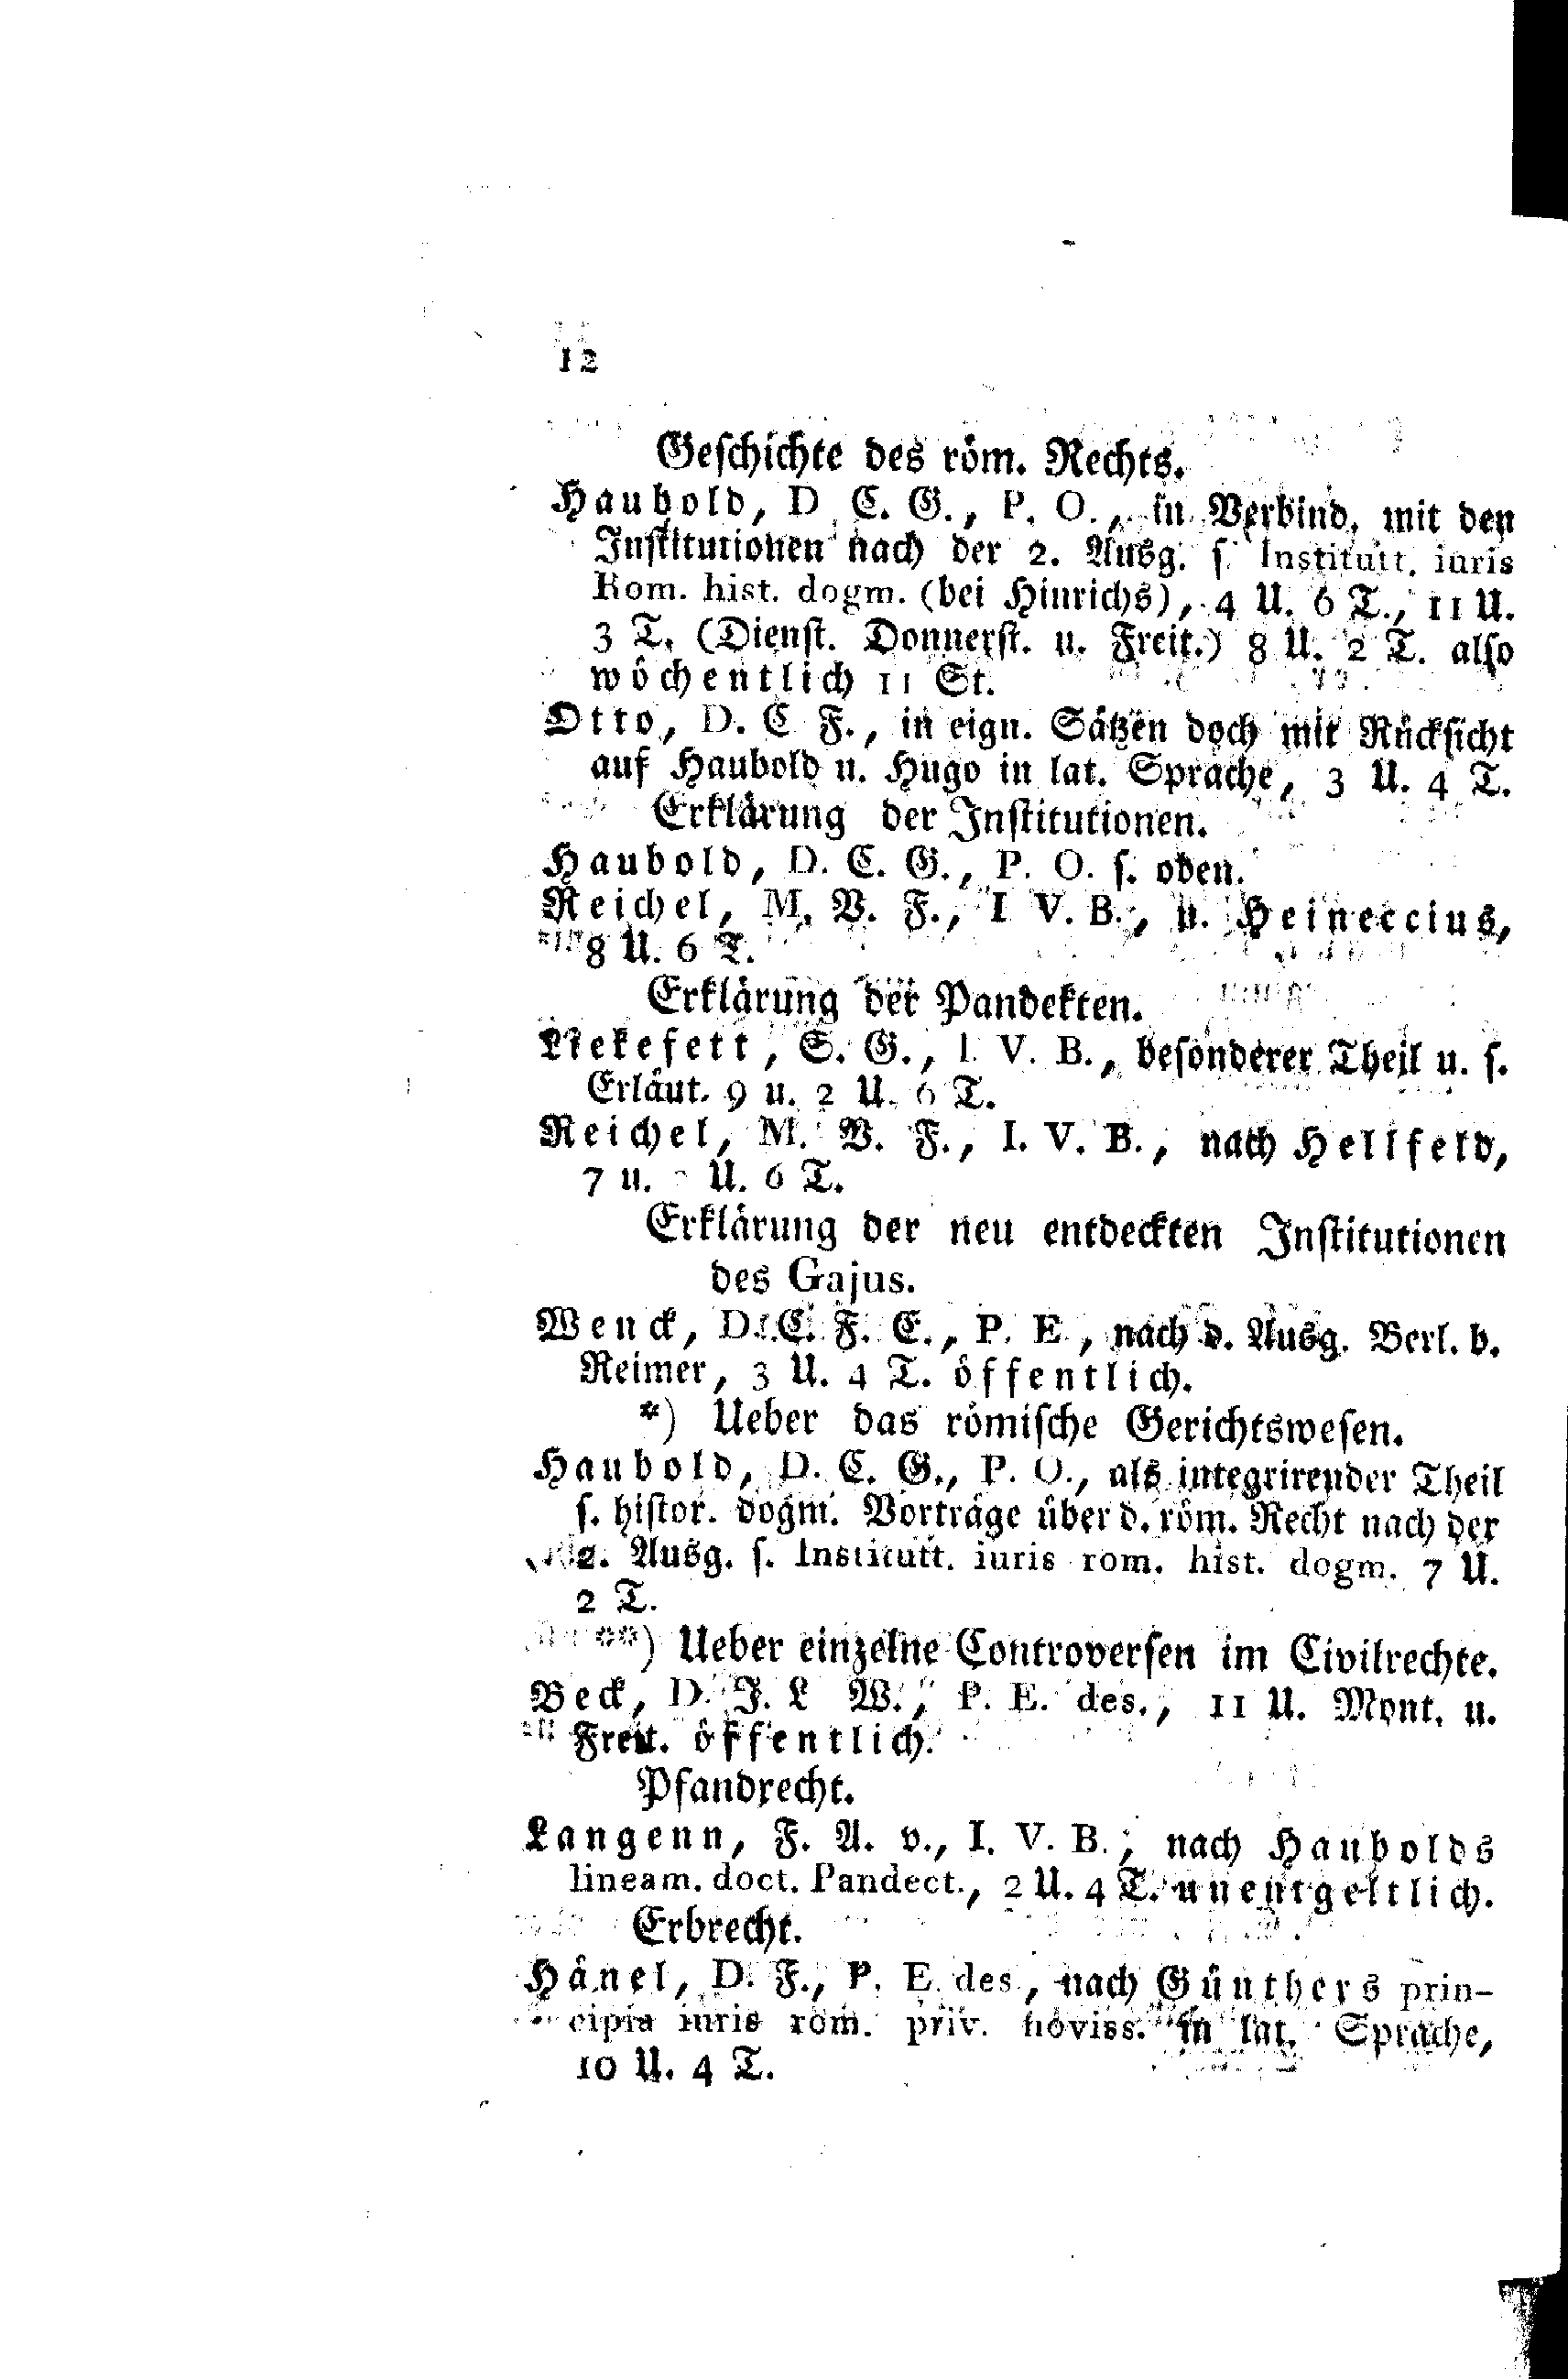 12
Geschichte des röm. Rechts.
Haubold, D C. G., P. O., in Verbind. mit den
Institutionen nach der 2. Ausg. s. Institutt. iuris
Rom. hist. dogm. (bei Hinrichs), 4 U. 6 T., 11 U.
3 T. (Dienst. Donnerst. u. Freit.) 8 U. 2 T. also
wöchentlich 11 St.
Otto, D. C F., in eign. Sätzen doch mit Rücksicht
auf Haubold u. Hugo in lat. Sprache, 3 U. 4 T.
Erklärung der Institutionen.
Haubold, D. C. G., P. O. s. oben.
Reichel, M. V. F., I V. B., n. Heineccius,
8 U. 6 T.
Erklärung der Pandekten.
Nekefett, S. G., I. V. B., besonderer Theil u. s.
Erläut. 9 u. 2 U. 6 T.
Reichel, M. V. F., I. V. B., nach Hellfeld,
7 u. U. 6 T.
Erklärung der neu entdeckten Institutionen
des Gajus.
Wenck, D. C. F. C., P. E, nach d. Ausg. Berl. b.
Reimer, 3 U. 4 T. öffentlich.
*) Ueber das römische Gerichtswesen.
Haubold, D. C. G., P. O., als integrirender Theil
s. histor. dogm. Vorträge über d. röm. Recht nach der
2. Ausg. s. Institutt. iuris rom. hist. dogm. 7 U.
2 T.
**) Ueber einzelne Controversen im Civilrechte.
Beck, D. J. L W., P. E. des., 11 U. Mont. u.
Freit. öffentlich.
Pfandrecht.
Langenn, F. A. v., I. V. B., nach Haubolds
lineam. doct. Pandect., 2 U. 4 T. unentgeltlich.
Erbrecht.
Hänel, D. F., P. E. des, nach Günthers prin-
cipia iuris rom. priv. noviss. in lat. Sprache,
10 U. 4 T.